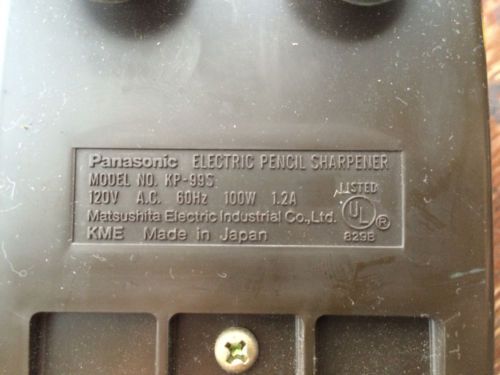 Panasonic ELECTRIC PENCIL SHARPENER
MODEL NO. KP-99S
120V A.C. 60Hz 100W 1.2A
Matsushita Electric Industrial Co.,Ltd.
KME Made in Japan
LISTED
UL ®
829B